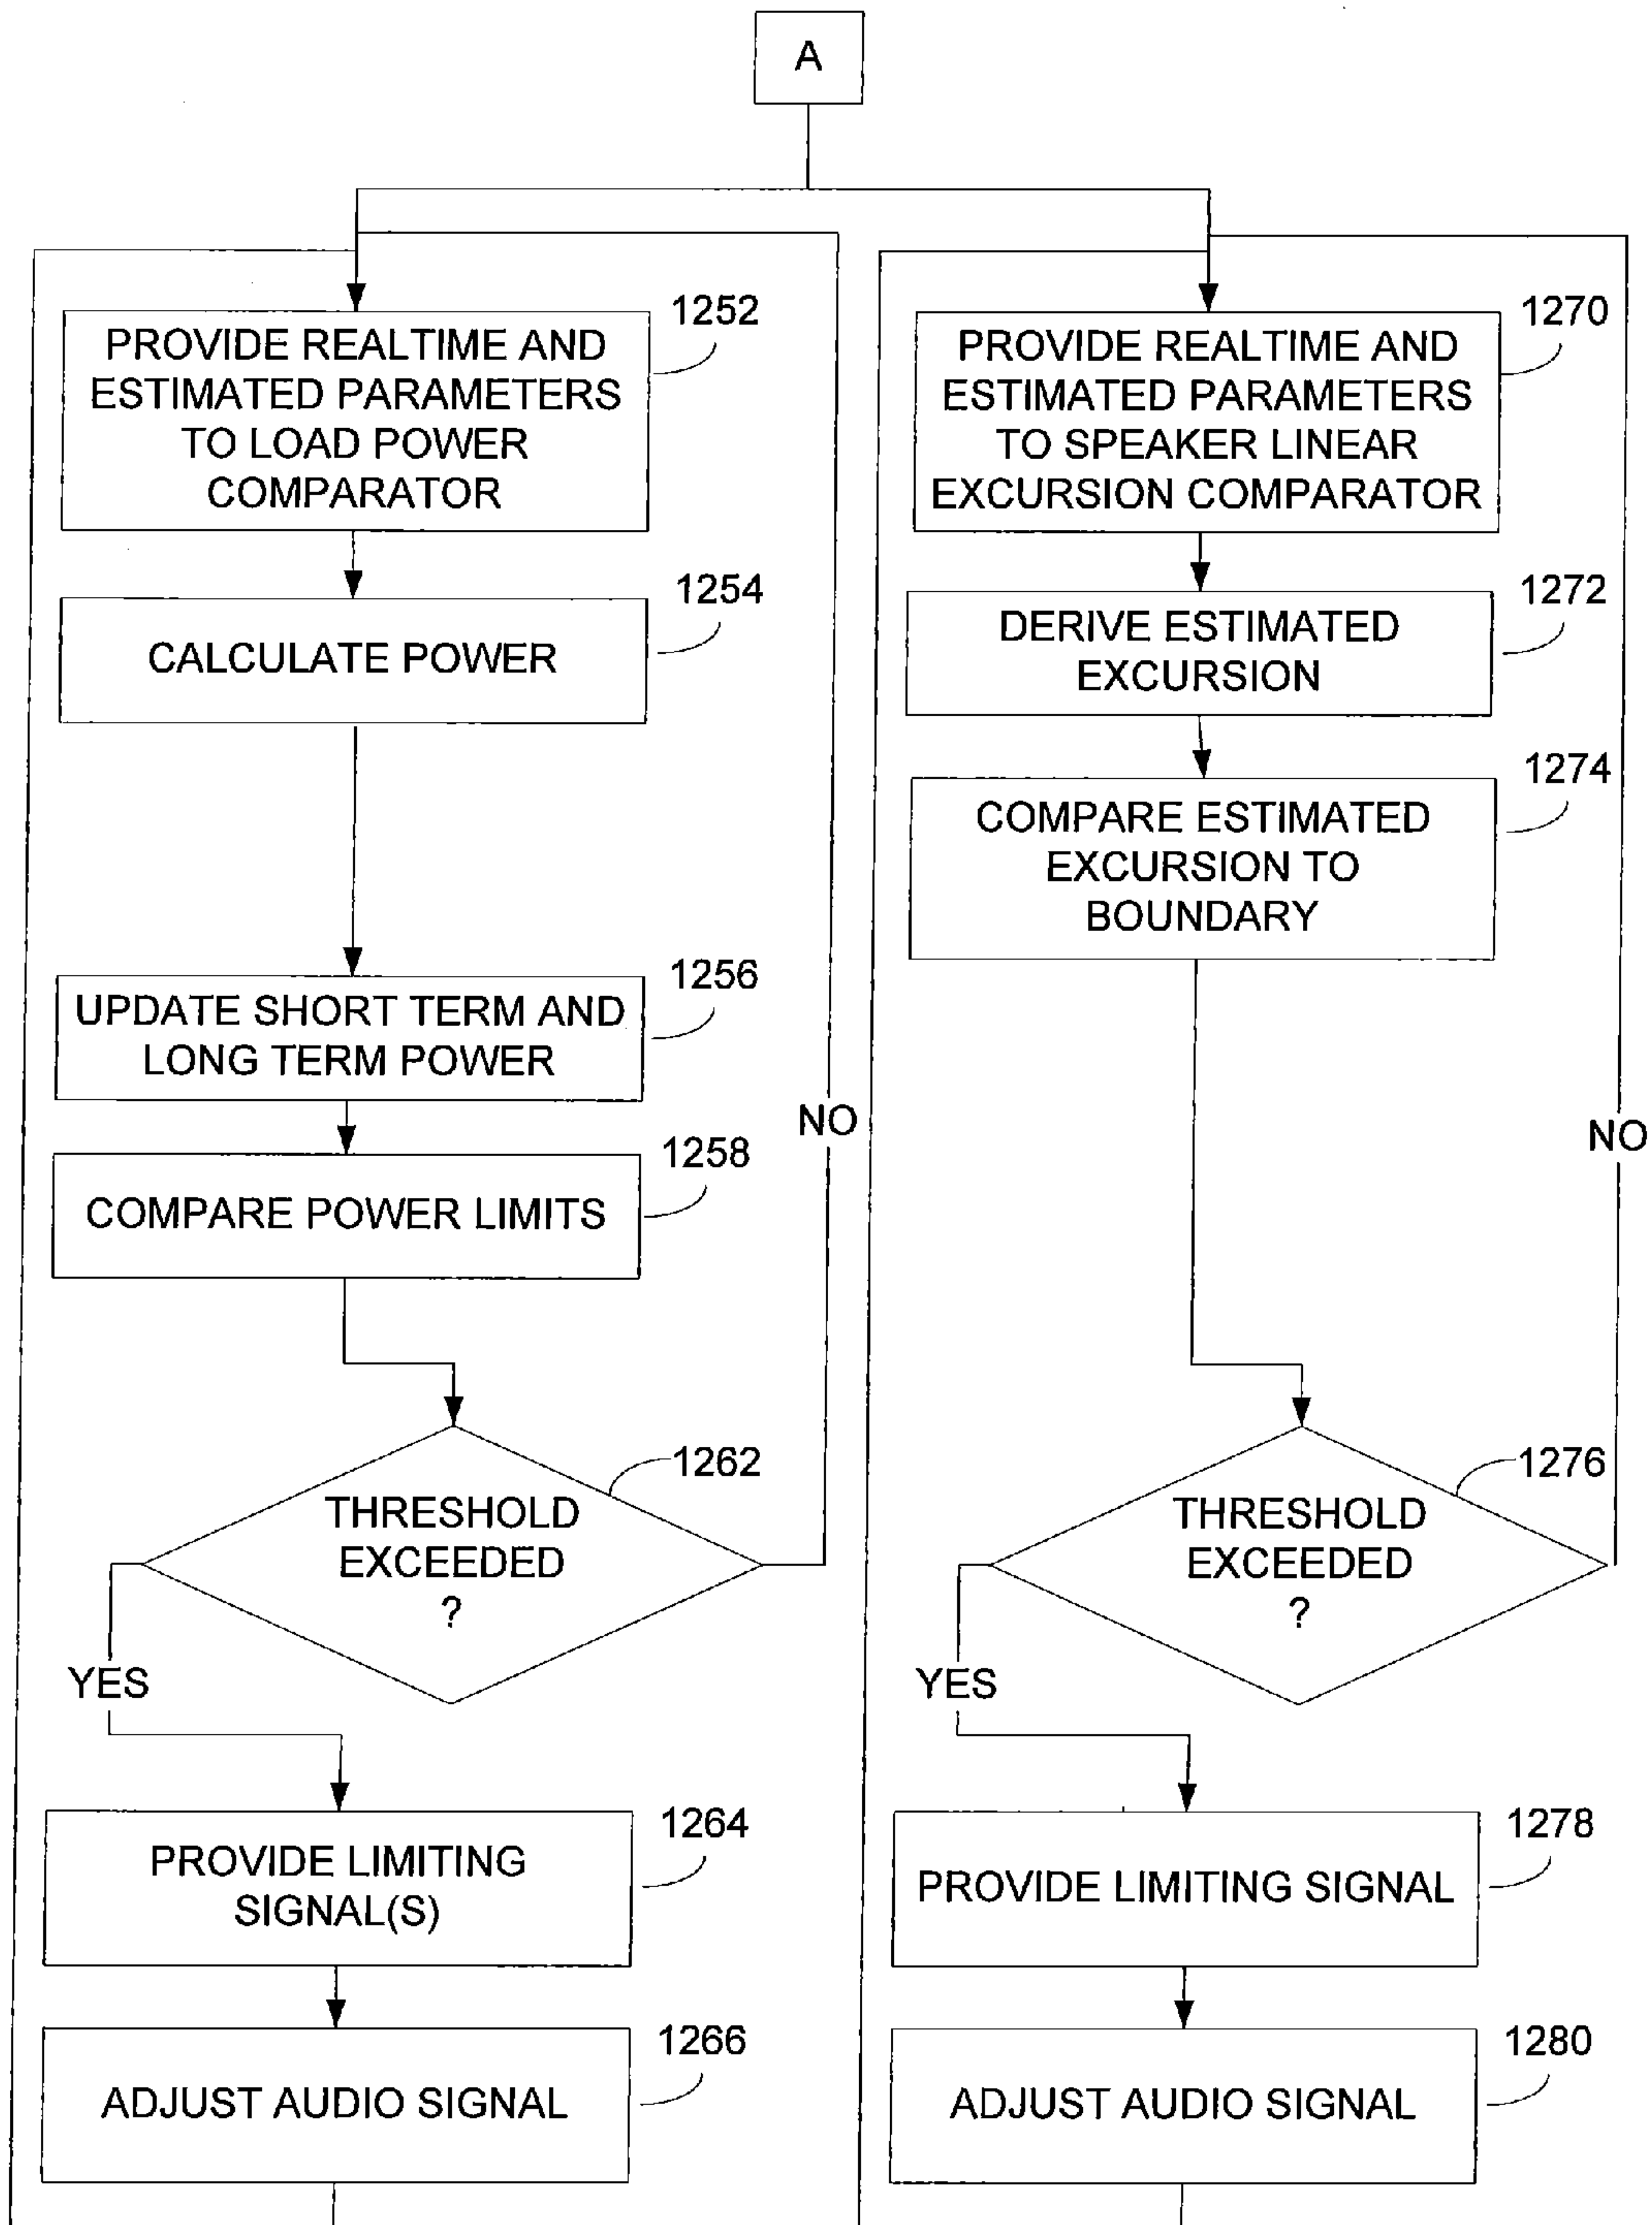 A
1252
PROVIDE REALTIME AND
ESTIMATED PARAMETERS
TO LOAD POWER
COMPARATOR
1254
CALCULATE POWER
1256
UPDATE SHORT TERM AND
LONG TERM POWER
1258
COMPARE POWER LIMITS
NO
1262
THRESHOLD
EXCEEDED
?
YES
1264
PROVIDE LIMITING
SIGNAL(S)
1266
ADJUST AUDIO SIGNAL
1270
PROVIDE REALTIME AND
ESTIMATED PARAMETERS
TO SPEAKER LINEAR
EXCURSION COMPARATOR
1272
DERIVE ESTIMATED
EXCURSION
1274
COMPARE ESTIMATED
EXCURSION TO
BOUNDARY
NO
1276
THRESHOLD
EXCEEDED
?
YES
1278
PROVIDE LIMITING SIGNAL
1280
ADJUST AUDIO SIGNAL